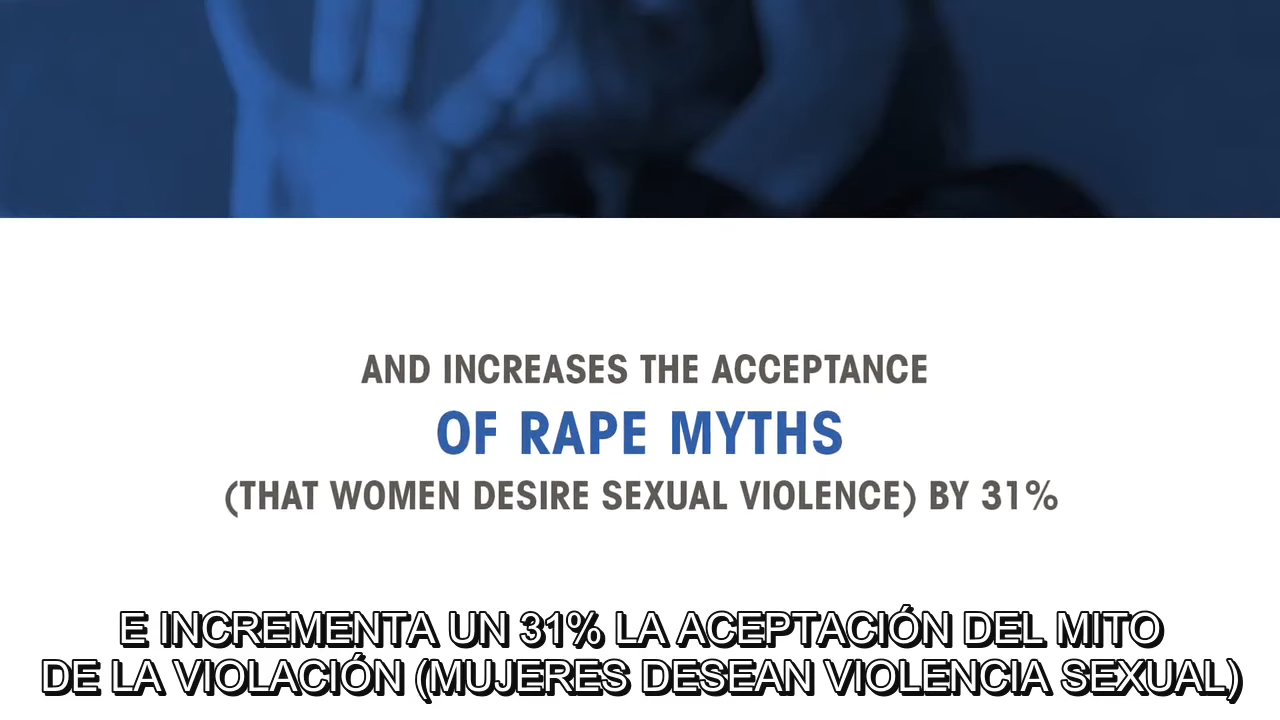 AND INCREASES THE ACCEPTANCE
OF RAPE MYTHS
(THAT WOMEN DESIRE SEXUAL VIOLENCE) BY 31%
E INCREMENTA UN 31% LA ACEPTACIÓN DEL MITO
DE LA VIOLACIÓN (MUJERES DESEAN VIOLENCIA SEXUAL)